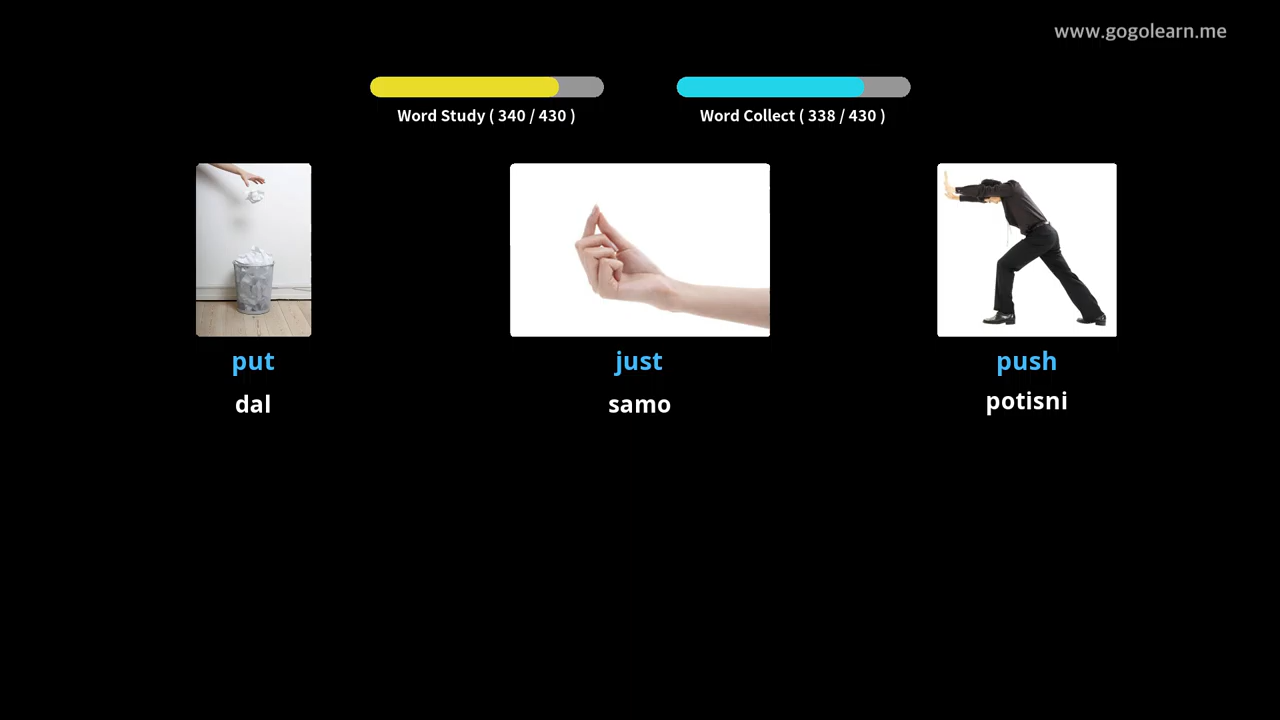 www.gogolearn.me
Word Study ( 340 / 430 )
Word Collect ( 338 / 430 )
put
just
push
dal
samo
potisni